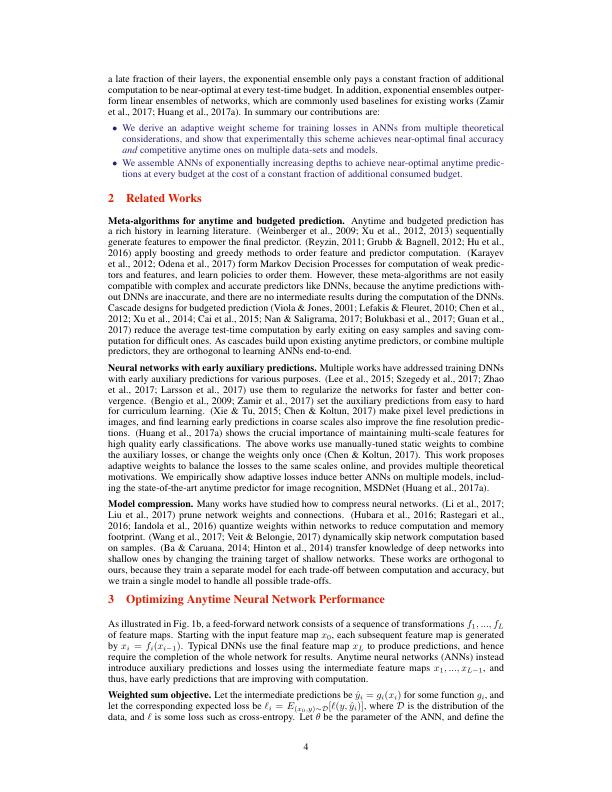 a late fraction of their layers, the exponential ensemble only pays a constant fraction of additional
computation to be near-optimal at every test-time budget. In addition, exponential ensembles outper-
form linear ensembles of networks, which are commonly used baselines for existing works (Zamir
et al., 2017; Huang et al., 2017a). In summary our contributions are:
• We derive an adaptive weight scheme for training losses in ANNs from multiple theoretical
considerations, and show that experimentally this scheme achieves near-optimal final accuracy
and competitive anytime ones on multiple data-sets and models.
• We assemble ANNs of exponentially increasing depths to achieve near-optimal anytime predic-
tions at every budget at the cost of a constant fraction of additional consumed budget.
2 Related Works
Meta-algorithms for anytime and budgeted prediction. Anytime and budgeted prediction has
a rich history in learning literature. (Weinberger et al., 2009; Xu et al., 2012, 2013) sequentially
generate features to empower the final predictor. (Reyzin, 2011; Grubb & Bagnell, 2012; Hu et al.,
2016) apply boosting and greedy methods to order feature and predictor computation. (Karayev
et al., 2012; Odena et al., 2017) form Markov Decision Processes for computation of weak predic-
tors and features, and learn policies to order them. However, these meta-algorithms are not easily
compatible with complex and accurate predictors like DNNs, because the anytime predictions with-
out DNNs are inaccurate, and there are no intermediate results during the computation of the DNNs.
Cascade designs for budgeted prediction (Viola & Jones, 2001; Lefakis & Fleuret, 2010; Chen et al.,
2012; Xu et al., 2014; Cai et al., 2015; Nan & Saligrama, 2017; Bolukbasi et al., 2017; Guan et al.,
2017) reduce the average test-time computation by early exiting on easy samples and saving com-
putation for difficult ones. As cascades build upon existing anytime predictors, or combine multiple
predictors, they are orthogonal to learning ANNs end-to-end.
Neural networks with early auxiliary predictions. Multiple works have addressed training DNNs
with early auxiliary predictions for various purposes. (Lee et al., 2015; Szegedy et al., 2017; Zhao
et al., 2017; Larsson et al., 2017) use them to regularize the networks for faster and better con-
vergence. (Bengio et al., 2009; Zamir et al., 2017) set the auxiliary predictions from easy to hard
for curriculum learning. (Xie & Tu, 2015; Chen & Koltun, 2017) make pixel level predictions in
images, and find learning early predictions in coarse scales also improve the fine resolution predic-
tions. (Huang et al., 2017a) shows the crucial importance of maintaining multi-scale features for
high quality early classifications. The above works use manually-tuned static weights to combine
the auxiliary losses, or change the weights only once (Chen & Koltun, 2017). This work proposes
adaptive weights to balance the losses to the same scales online, and provides multiple theoretical
motivations. We empirically show adaptive losses induce better ANNs on multiple models, includ-
ing the state-of-the-art anytime predictor for image recognition, MSDNet (Huang et al., 2017a).
Model compression. Many works have studied how to compress neural networks. (Li et al., 2017;
Liu et al., 2017) prune network weights and connections. (Hubara et al., 2016; Rastegari et al.,
2016; Iandola et al., 2016) quantize weights within networks to reduce computation and memory
footprint. (Wang et al., 2017; Veit & Belongie, 2017) dynamically skip network computation based
on samples. (Ba & Caruana, 2014; Hinton et al., 2014) transfer knowledge of deep networks into
shallow ones by changing the training target of shallow networks. These works are orthogonal to
ours, because they train a separate model for each trade-off between computation and accuracy, but
we train a single model to handle all possible trade-offs.
3 Optimizing Anytime Neural Network Performance
As illustrated in Fig. 1b, a feed-forward network consists of a sequence of transformations f₁, ..., f_L
of feature maps. Starting with the input feature map x₀, each subsequent feature map is generated
by xᵢ = fᵢ(xᵢ₋₁). Typical DNNs use the final feature map x_L to produce predictions, and hence
require the completion of the whole network for results. Anytime neural networks (ANNs) instead
introduce auxiliary predictions and losses using the intermediate feature maps x₁, ..., x_{L−1}, and
thus, have early predictions that are improving with computation.
Weighted sum objective. Let the intermediate predictions be ŷᵢ = gᵢ(xᵢ) for some function gᵢ, and
let the corresponding expected loss be ℓᵢ = E_{(x₀,y)∼𝒟}[ℓ(y, ŷᵢ)], where 𝒟 is the distribution of the
data, and ℓ is some loss such as cross-entropy. Let θ be the parameter of the ANN, and define the
4